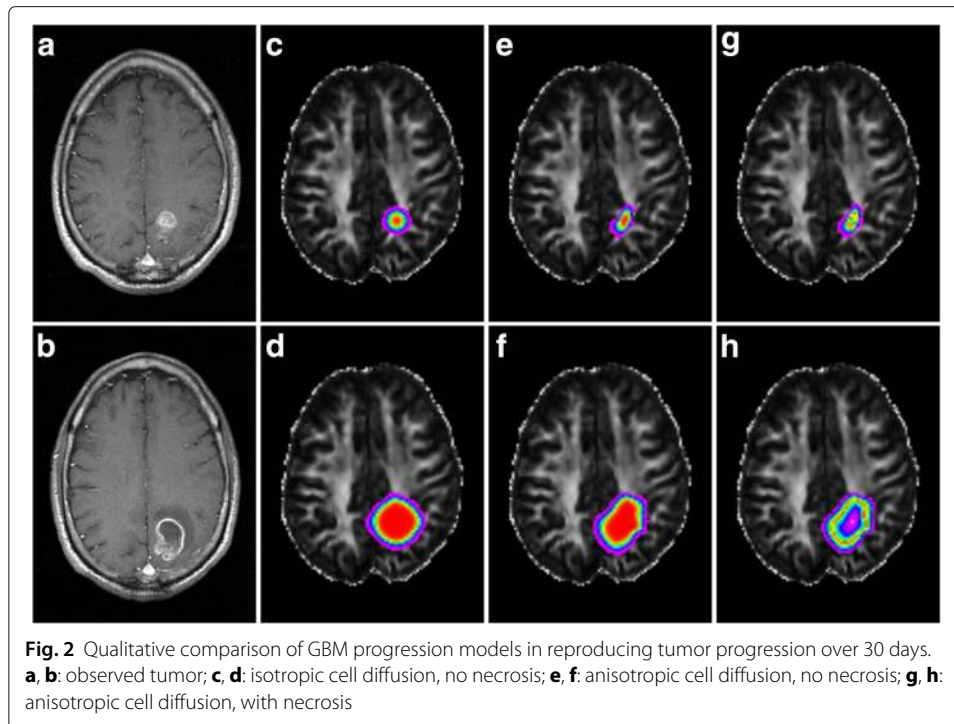 a
c
e
g
b
d
f
h
Fig. 2 Qualitative comparison of GBM progression models in reproducing tumor progression over 30 days.
a, b: observed tumor; c, d: isotropic cell diffusion, no necrosis; e, f: anisotropic cell diffusion, no necrosis; g, h:
anisotropic cell diffusion, with necrosis